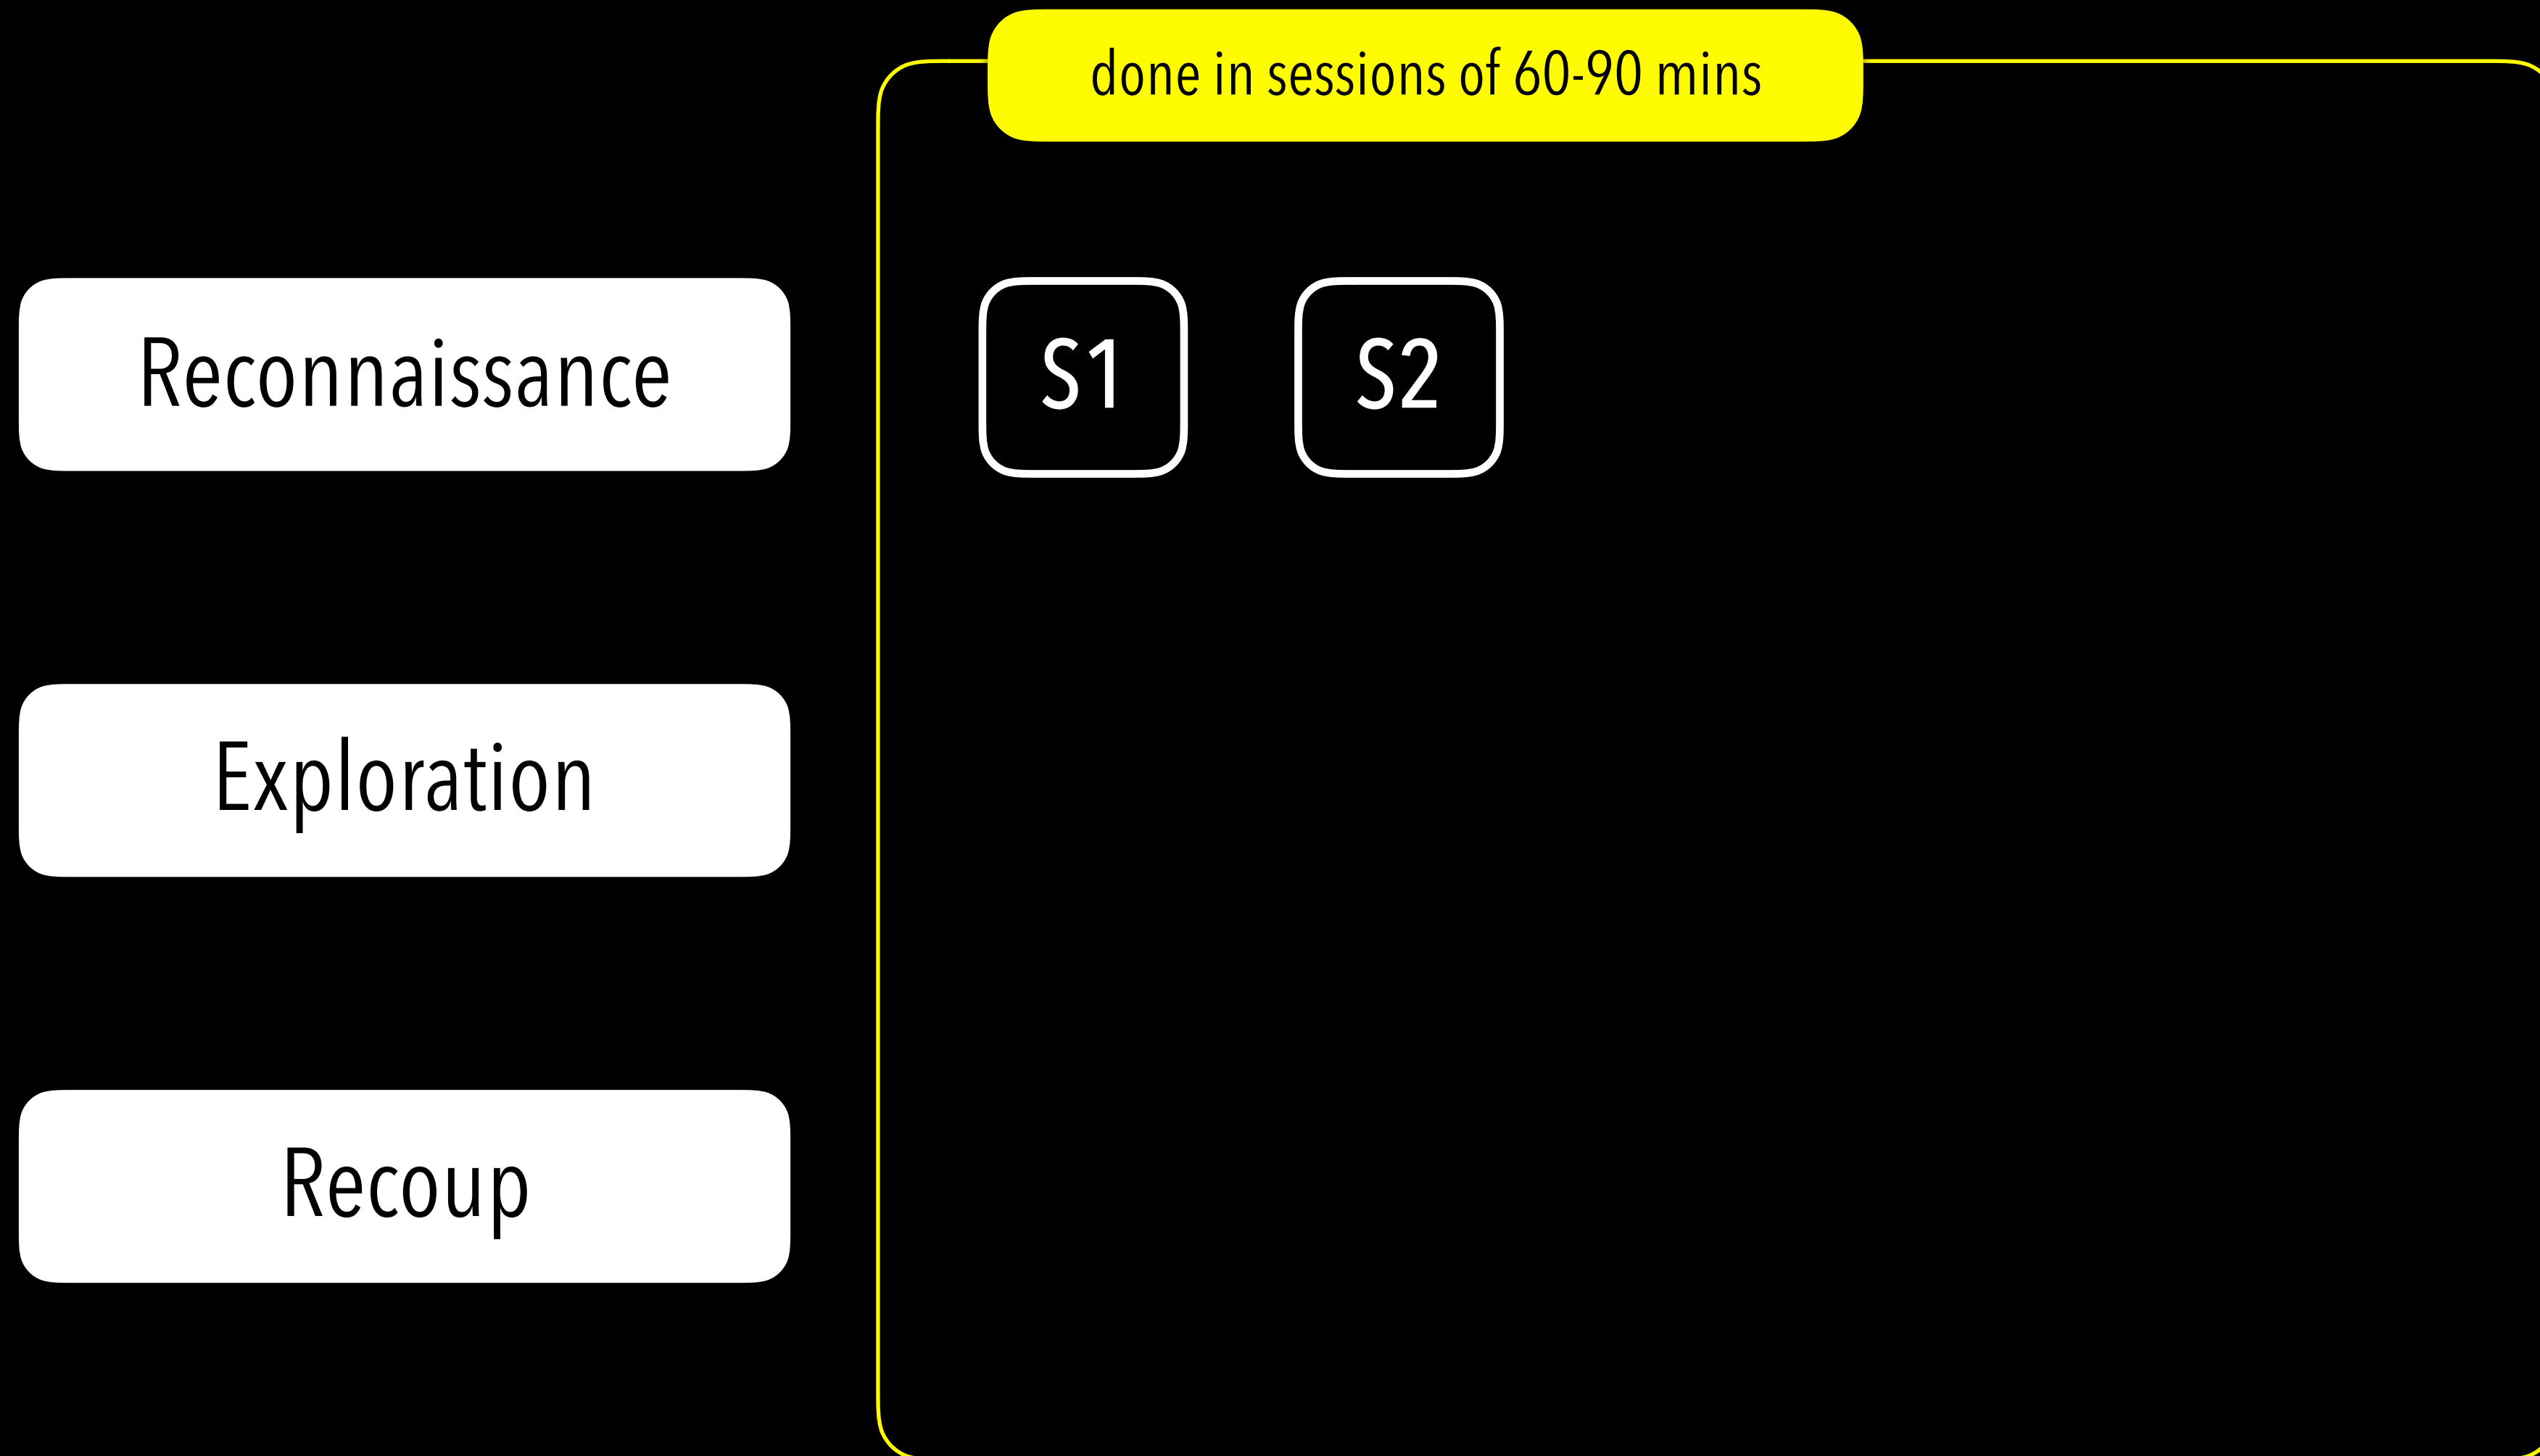 done in sessions of 60-90 mins
Reconnaissance
S1
S2
Exploration
Recoup